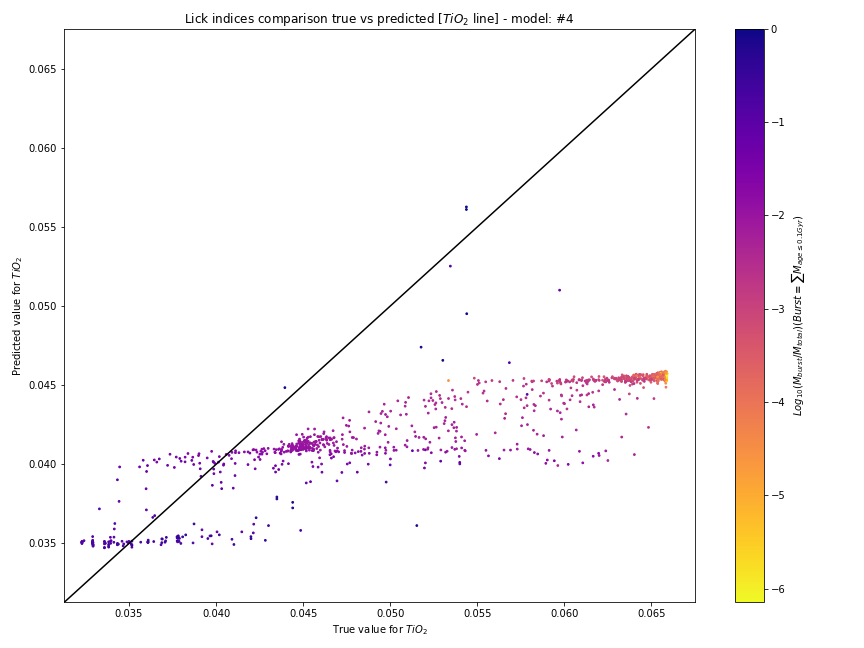 Lick indices comparison true vs predicted [TiO₂ line] - model: #4
0.065
0.060
0.055
0.050
0.045
0.040
0.035
Predicted value for TiO₂
0.035 0.040 0.045 0.050 0.055 0.060 0.065
True value for TiO₂
0
−1
−2
−3
−4
−5
−6
Log₁₀(M_burst/M_total)(Burst = ∑M_age≤0.1Gyr)